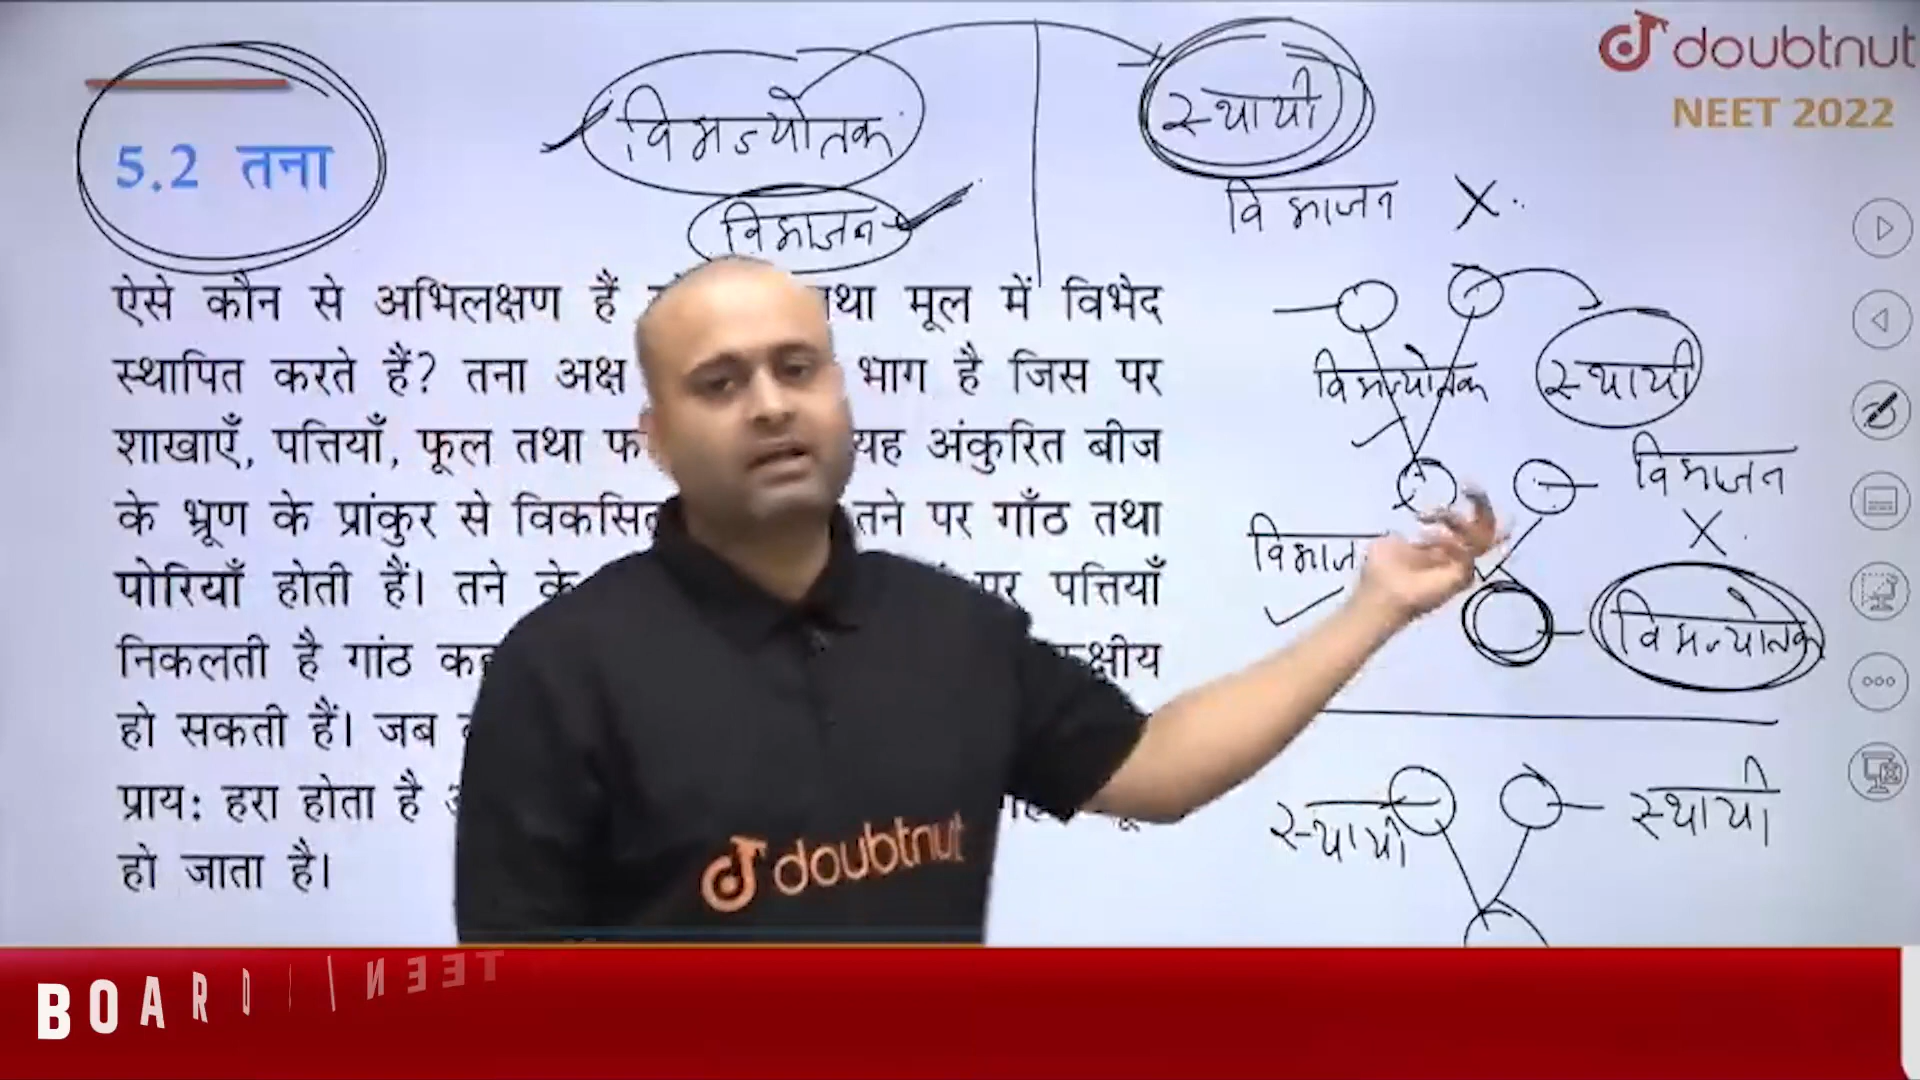 doubtnut
NEET 2022
5.2 तना
विभज्योतक
स्थायी
विभाजन
विभाजन X
ऐसे कौन से अभिलक्षण हैं तथा मूल में विभेद
स्थापित करते हैं? तना अक्ष भाग है जिस पर
शाखाएँ, पत्तियाँ, फूल तथा यह अंकुरित बीज
के भ्रूण के प्रांकुर से तने पर गाँठ तथा
पोरियाँ होती हैं। तने के पर पत्तियाँ
निकलती है गांठ
हो सकती हैं। जब
प्राय: हरा होता है
हो जाता है।
विभज्योतक
स्थायी
विभाजन
X
विभाज
विभज्योतक
स्थायी
स्थायी
doubtnut
BOARD
NEET